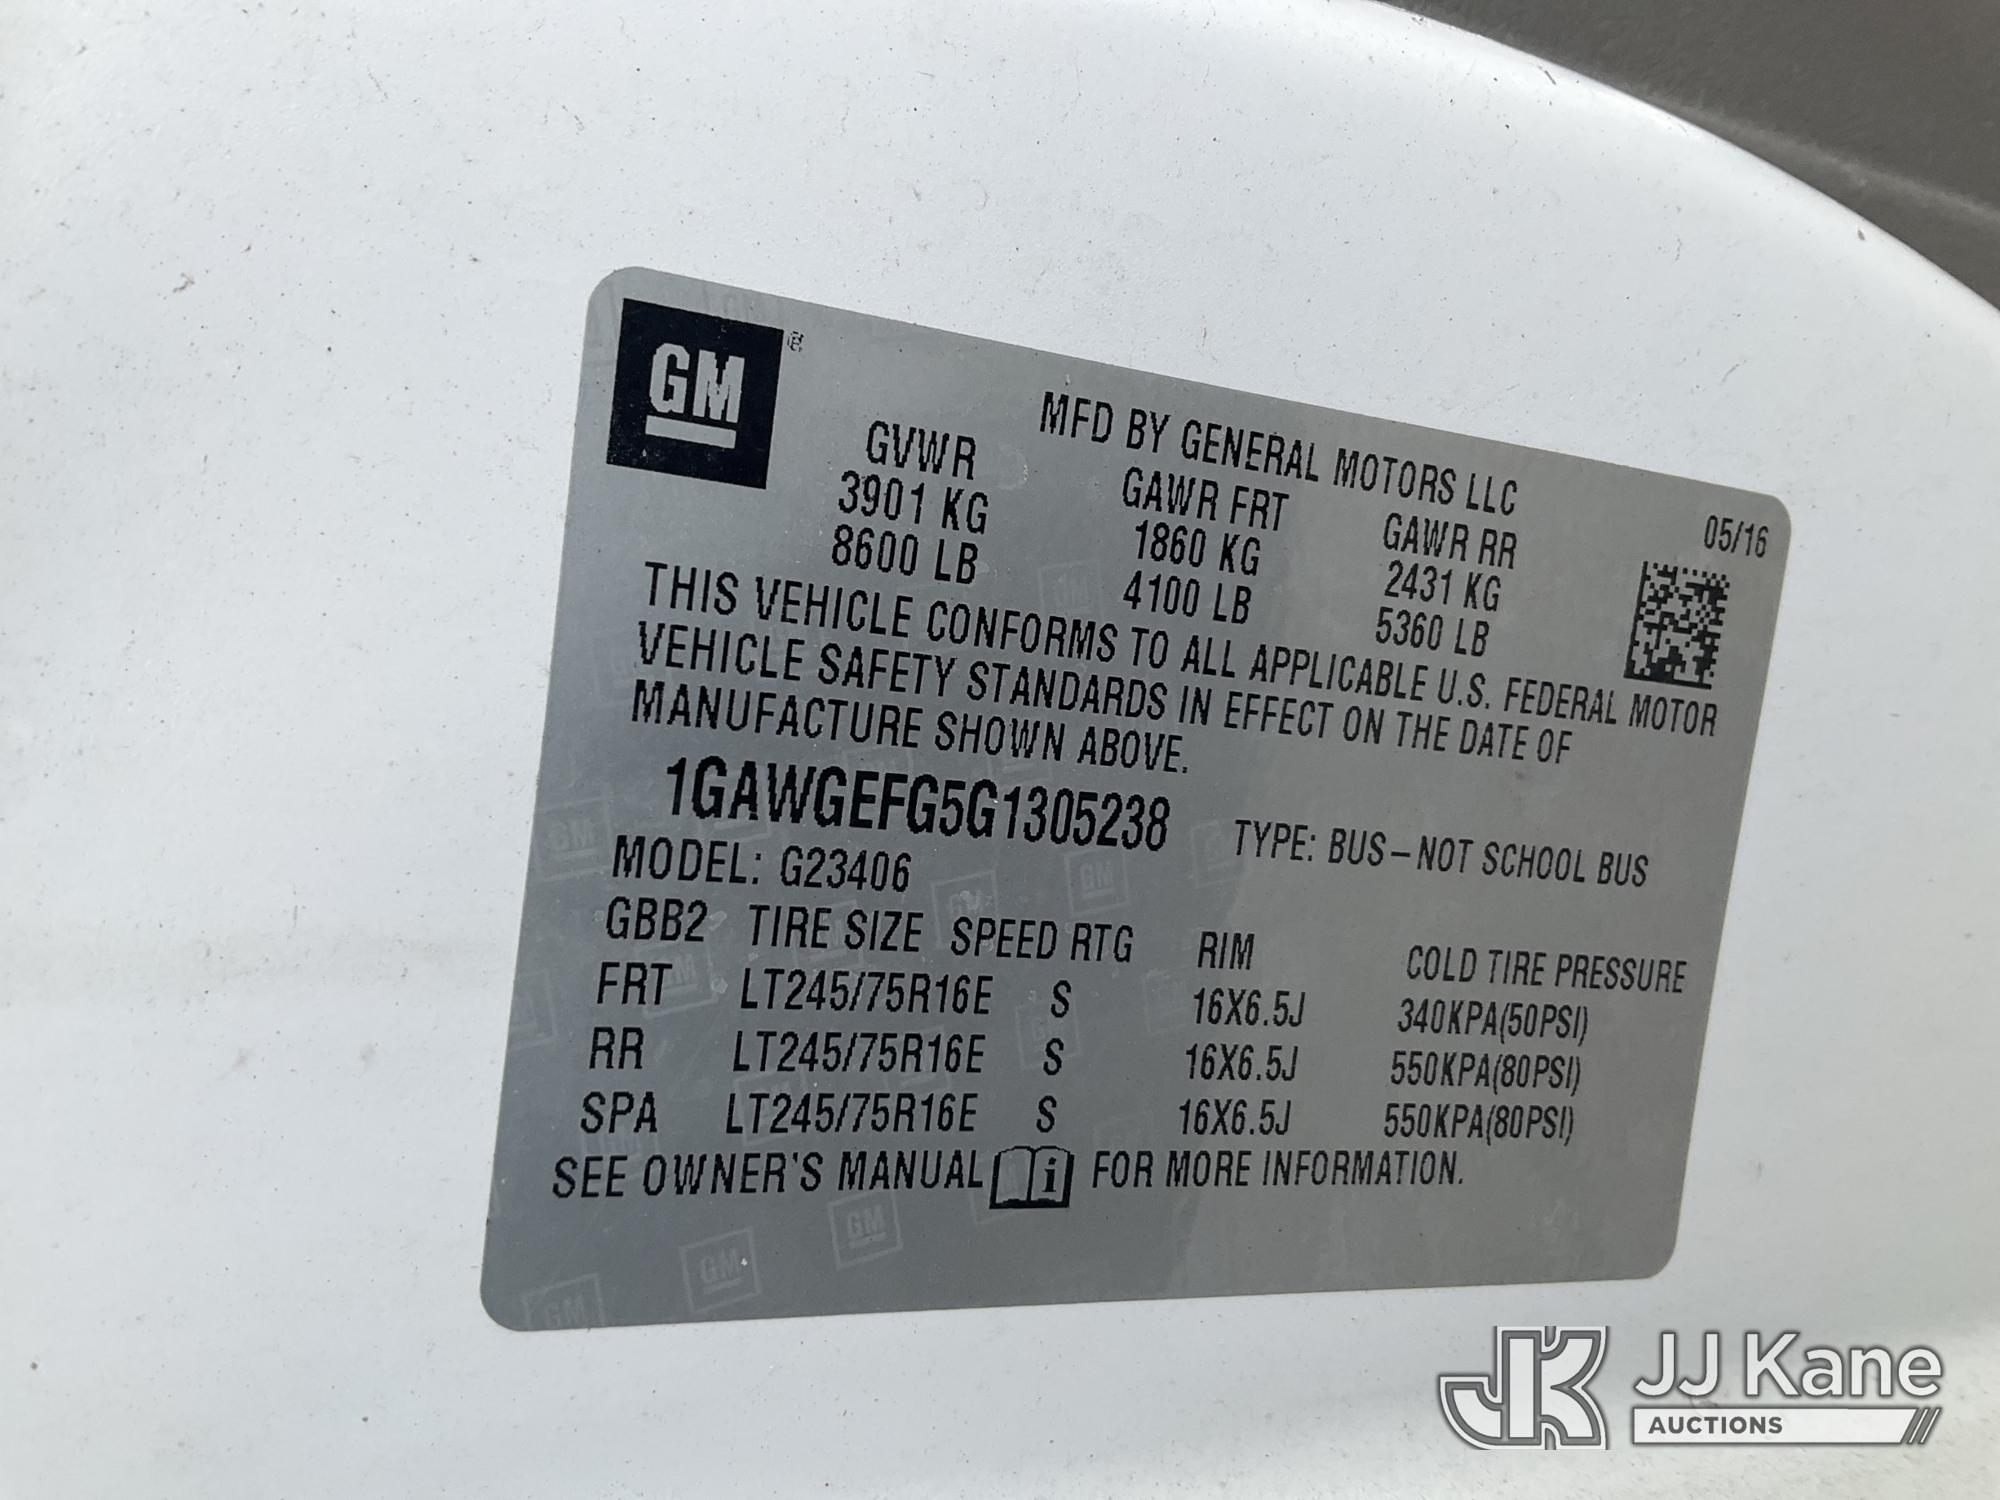 GM®
MFD BY GENERAL MOTORS LLC
05/16
GVWR GAWR FRT GAWR RR
3901 KG 1860 KG 2431 KG
8600 LB 4100 LB 5360 LB
THIS VEHICLE CONFORMS TO ALL APPLICABLE U.S. FEDERAL MOTOR
VEHICLE SAFETY STANDARDS IN EFFECT ON THE DATE OF
MANUFACTURE SHOWN ABOVE.
1GAWGEFG5G1305238 TYPE: BUS–NOT SCHOOL BUS
MODEL: G23406
GBB2 TIRE SIZE SPEED RTG RIM COLD TIRE PRESSURE
FRT LT245/75R16E S 16X6.5J 340KPA(50PSI)
RR LT245/75R16E S 16X6.5J 550KPA(80PSI)
SPA LT245/75R16E S 16X6.5J 550KPA(80PSI)
SEE OWNER'S MANUAL i FOR MORE INFORMATION.
JK JJ Kane
AUCTIONS